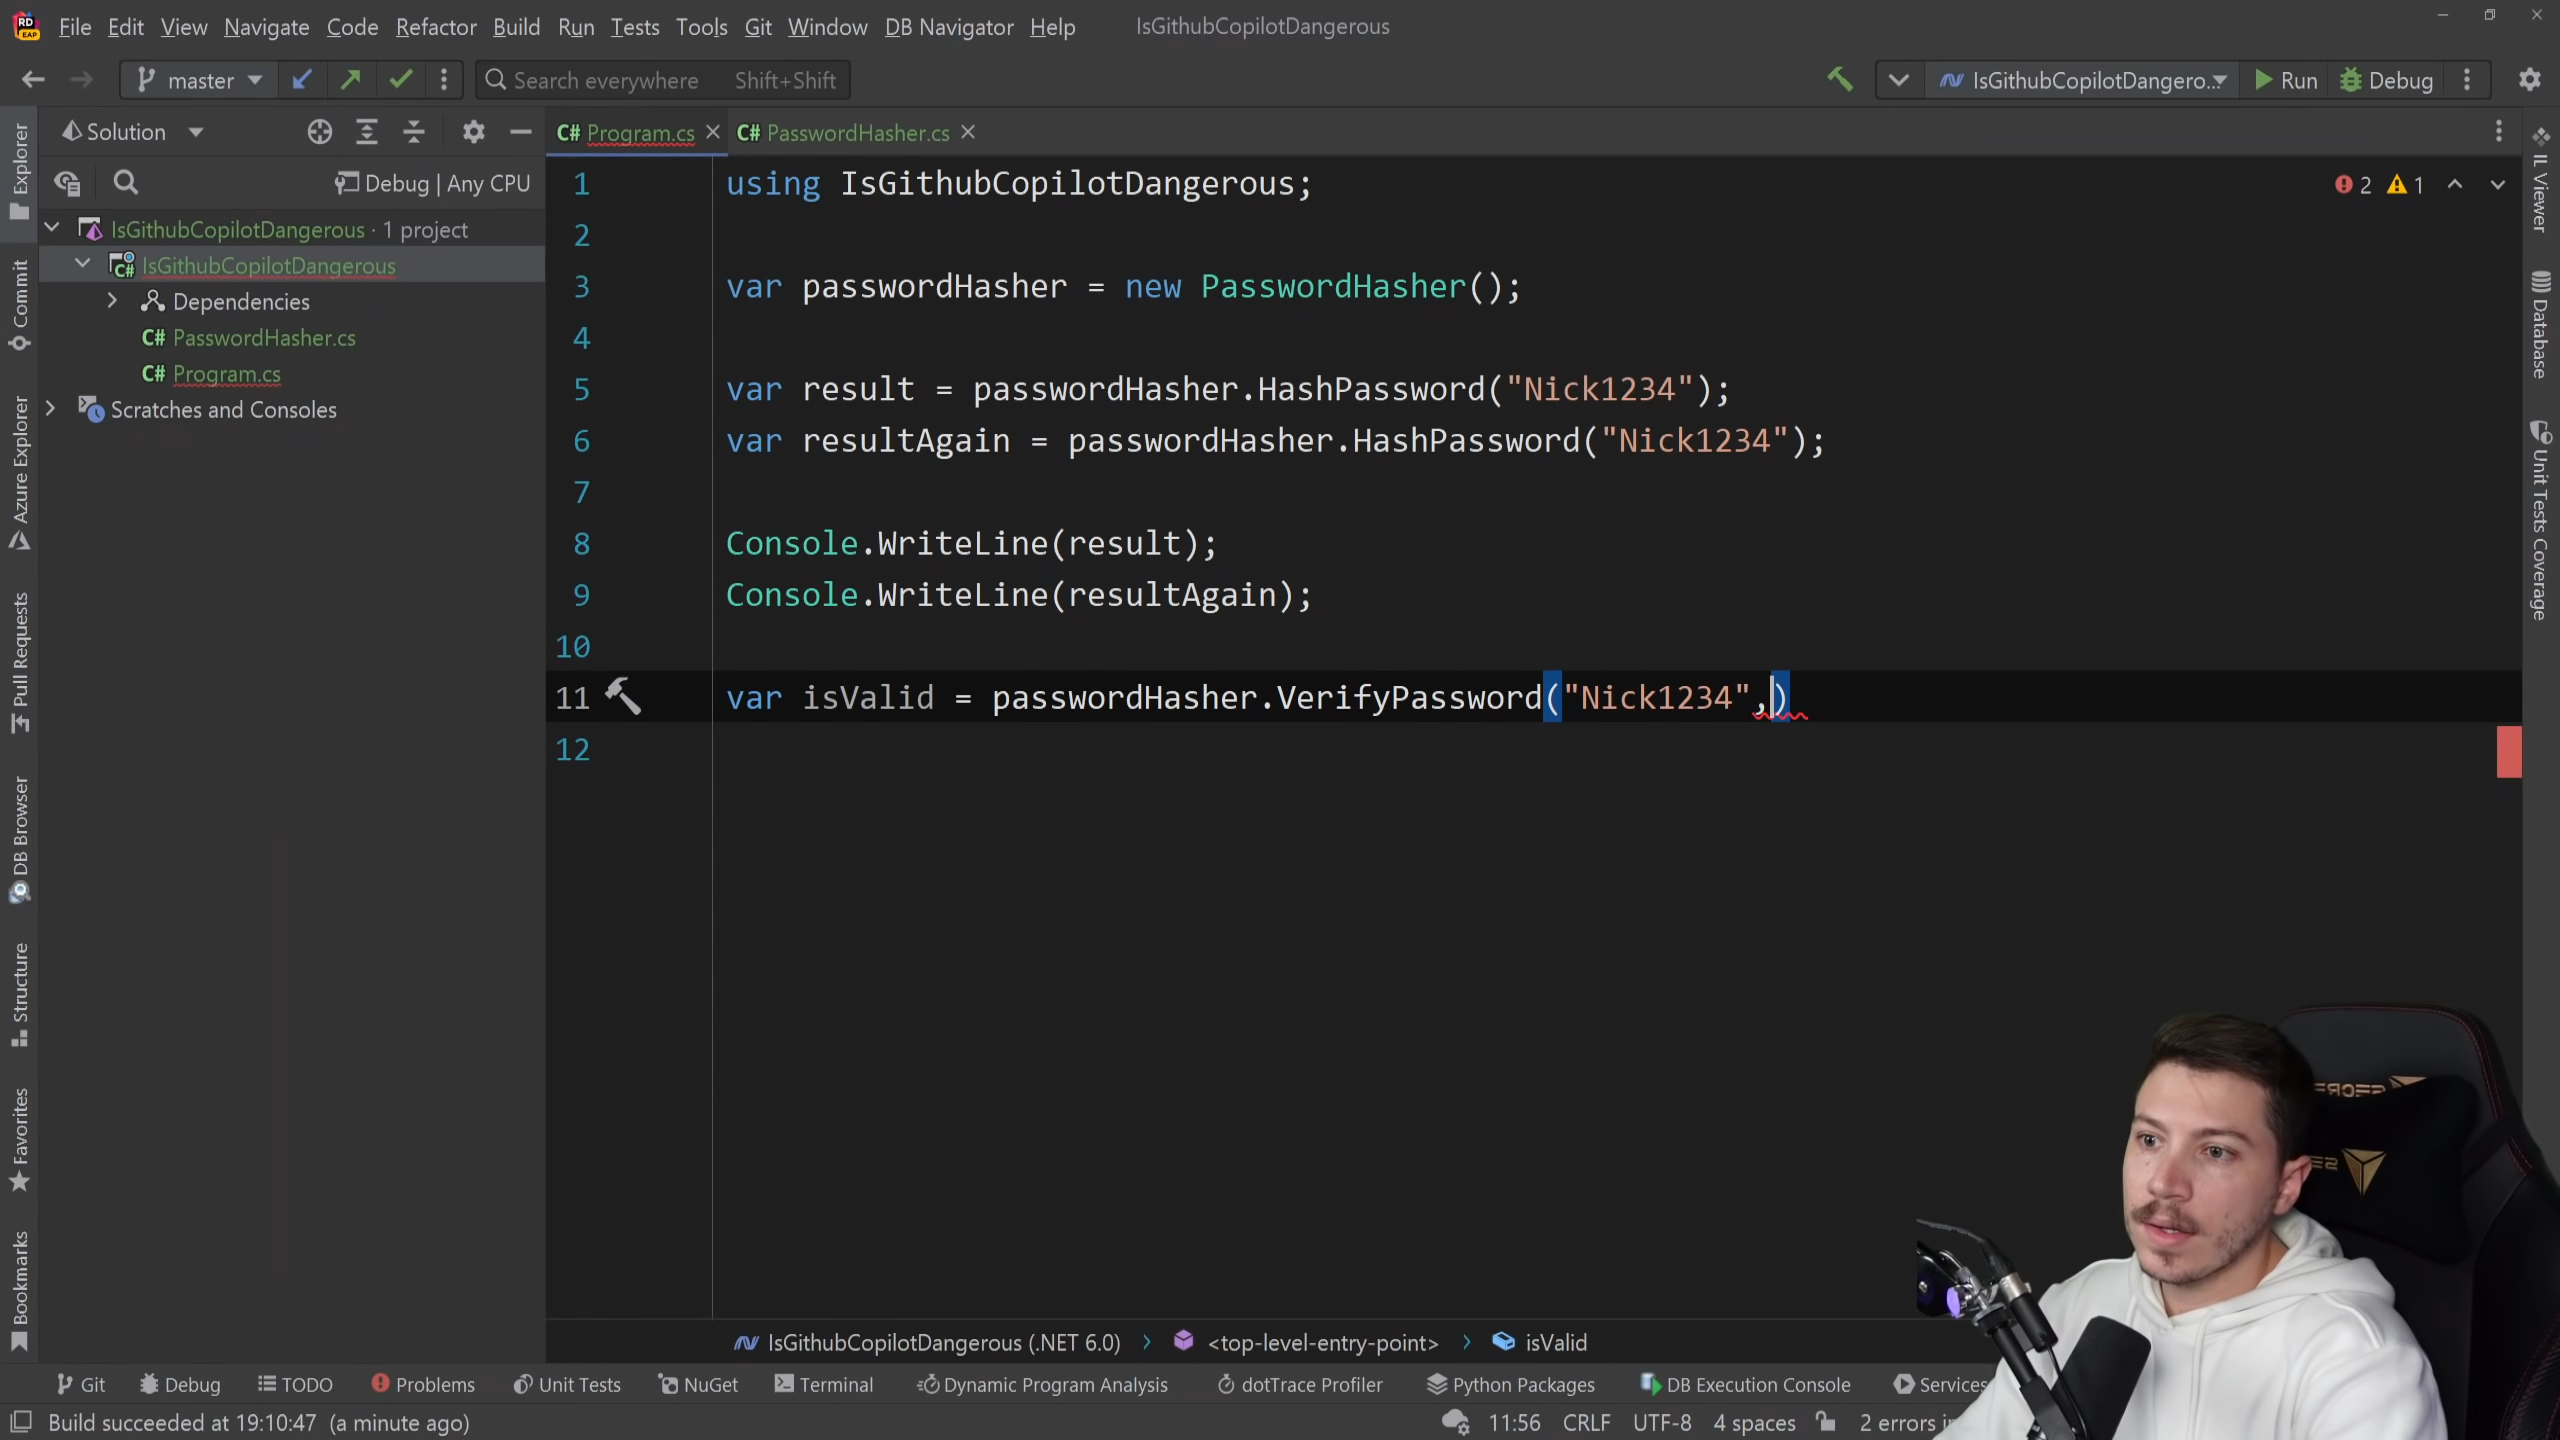 File Edit View Navigate Code Refactor Build Run Tests Tools Git Window DB Navigator Help IsGithubCopilotDangerous
master Search everywhere Shift+Shift IsGithubCopilotDangero... Run Debug
Solution
Program.cs PasswordHasher.cs
Debug | Any CPU
IsGithubCopilotDangerous · 1 project
IsGithubCopilotDangerous
Dependencies
C# PasswordHasher.cs
C# Program.cs
Scratches and Consoles
1 using IsGithubCopilotDangerous;
2
3 var passwordHasher = new PasswordHasher();
4
5 var result = passwordHasher.HashPassword("Nick1234");
6 var resultAgain = passwordHasher.HashPassword("Nick1234");
7
8 Console.WriteLine(result);
9 Console.WriteLine(resultAgain);
10
11 var isValid = passwordHasher.VerifyPassword("Nick1234",)
12
2 1
Explorer
Commit
Azure Explorer
Pull Requests
DB Browser
Structure
Favorites
Bookmarks
IL Viewer
Database
Unit Tests Coverage
IsGithubCopilotDangerous (.NET 6.0) > <top-level-entry-point> > isValid
Git Debug TODO Problems Unit Tests NuGet Terminal Dynamic Program Analysis dotTrace Profiler Python Packages DB Execution Console Services
Build succeeded at 19:10:47 (a minute ago) 11:56 CRLF UTF-8 4 spaces 2 errors